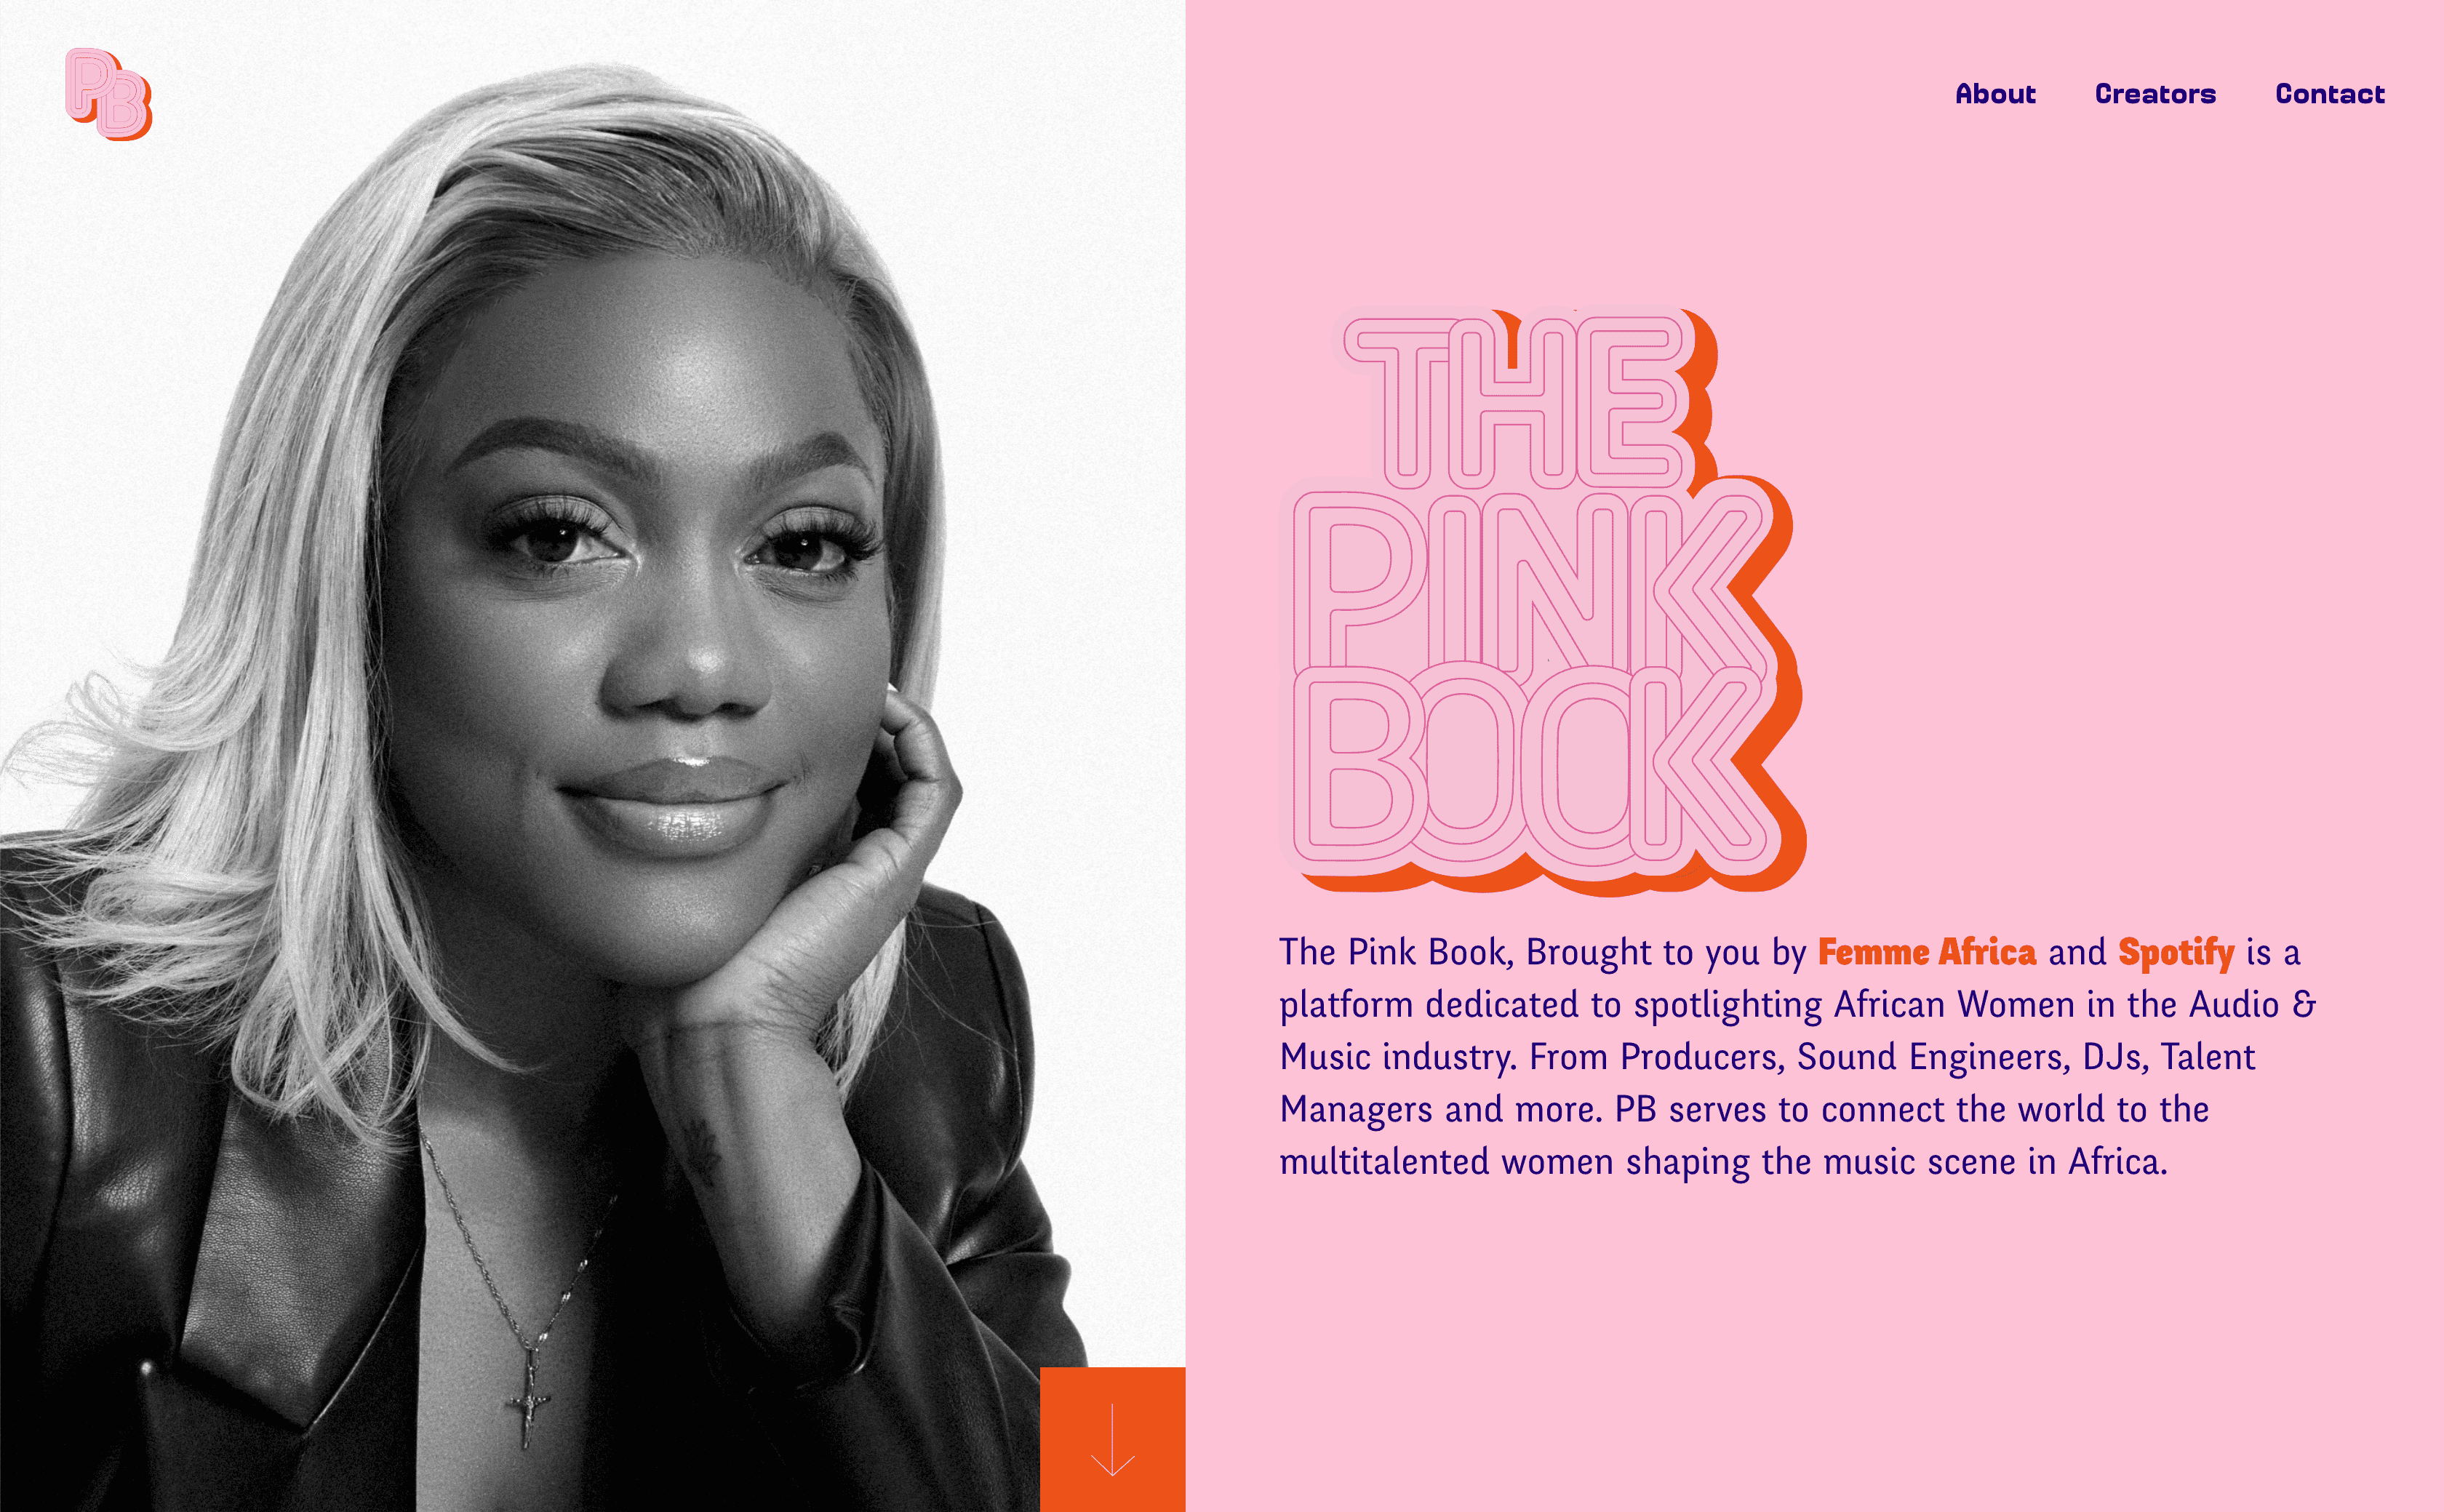 PB
About Creators Contact
THE
PINK
BOOK
The Pink Book, Brought to you by Femme Africa and Spotify is a
platform dedicated to spotlighting African Women in the Audio &
Music industry. From Producers, Sound Engineers, DJs, Talent
Managers and more. PB serves to connect the world to the
multitalented women shaping the music scene in Africa.